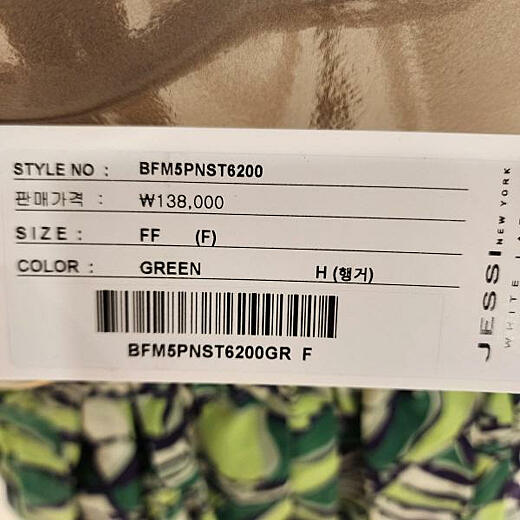 STYLE NO : BFM5PNST6200
판매가격 : ₩138,000
SIZE : FF (F)
COLOR : GREEN H (행거)
BFM5PNST6200GR F
JESSI NEW YORK
WHITE